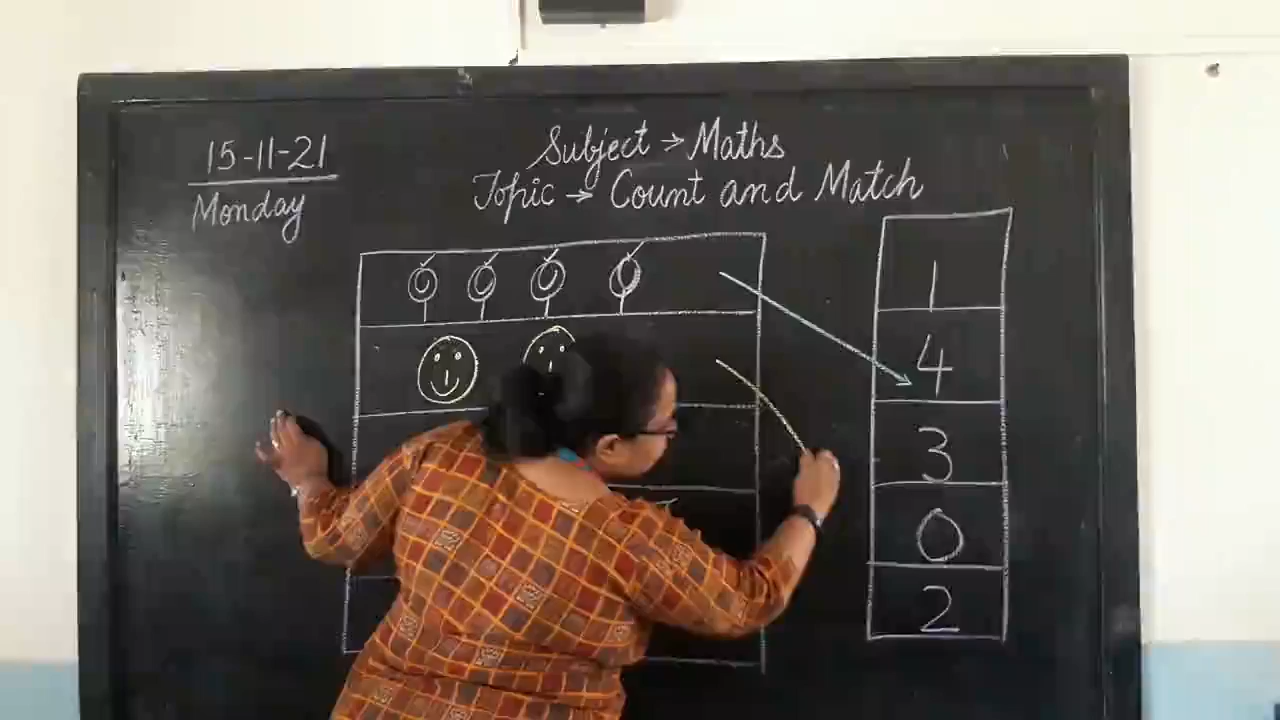 15-11-21
Monday
Subject → Maths
Topic → Count and Match
1
4
3
0
2